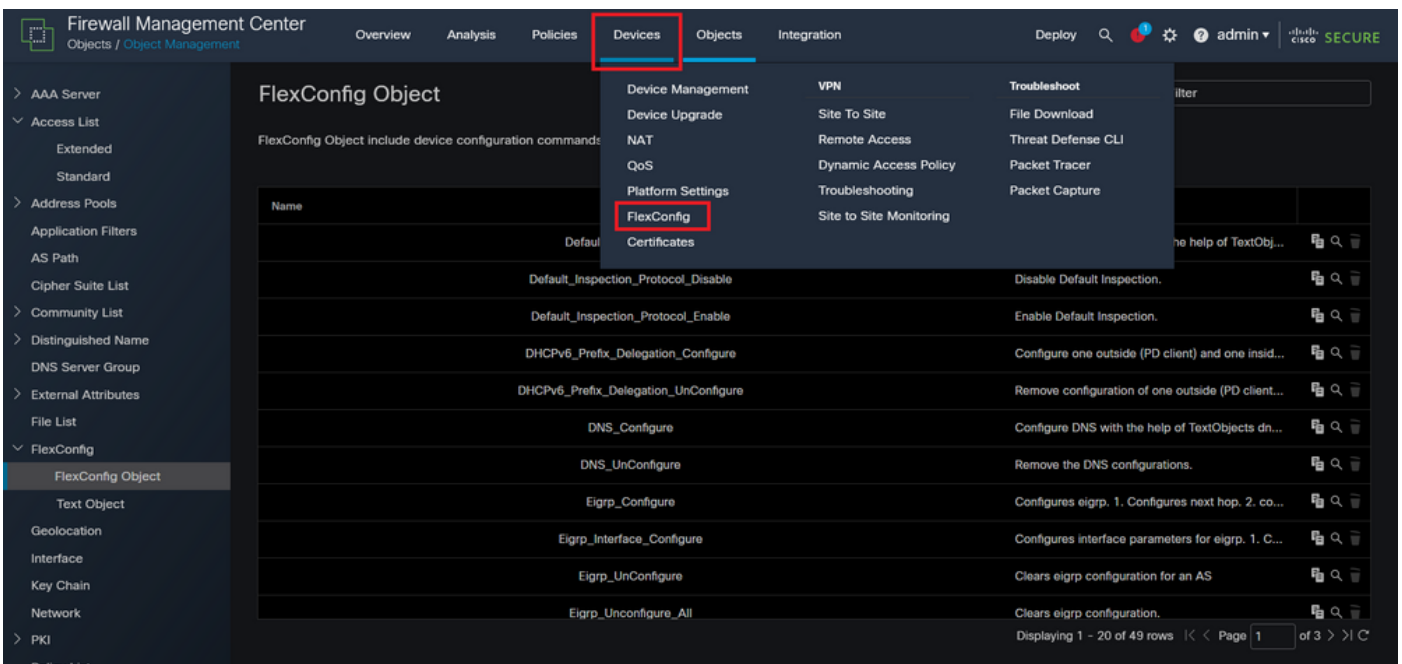 Firewall Management Center
Objects / Object Management
Overview
Analysis
Policies
Devices
Objects
Integration
Deploy
1
admin
cisco SECURE
AAA Server
Access List
Extended
Standard
Address Pools
Application Filters
AS Path
Cipher Suite List
Community List
Distinguished Name
DNS Server Group
External Attributes
File List
FlexConfig
FlexConfig Object
Text Object
Geolocation
Interface
Key Chain
Network
PKI
FlexConfig Object
ilter
FlexConfig Object include device configuration commands
Device Management
Device Upgrade
NAT
QoS
Platform Settings
FlexConfig
Certificates
VPN
Site To Site
Remote Access
Dynamic Access Policy
Troubleshooting
Site to Site Monitoring
Troubleshoot
File Download
Threat Defense CLI
Packet Tracer
Packet Capture
Name
Defaul
he help of TextObj...
Default_Inspection_Protocol_Disable
Disable Default Inspection.
Default_Inspection_Protocol_Enable
Enable Default Inspection.
DHCPv6_Prefix_Delegation_Configure
Configure one outside (PD client) and one insid...
DHCPv6_Prefix_Delegation_UnConfigure
Remove configuration of one outside (PD client...
DNS_Configure
Configure DNS with the help of TextObjects dn...
DNS_UnConfigure
Remove the DNS configurations.
Eigrp_Configure
Configures eigrp. 1. Configures next hop. 2. co...
Eigrp_Interface_Configure
Configures interface parameters for eigrp. 1. C...
Eigrp_UnConfigure
Clears eigrp configuration for an AS
Eigrp_Unconfigure_All
Clears eigrp configuration.
Displaying 1 - 20 of 49 rows |< < Page 1 of 3 > >| C